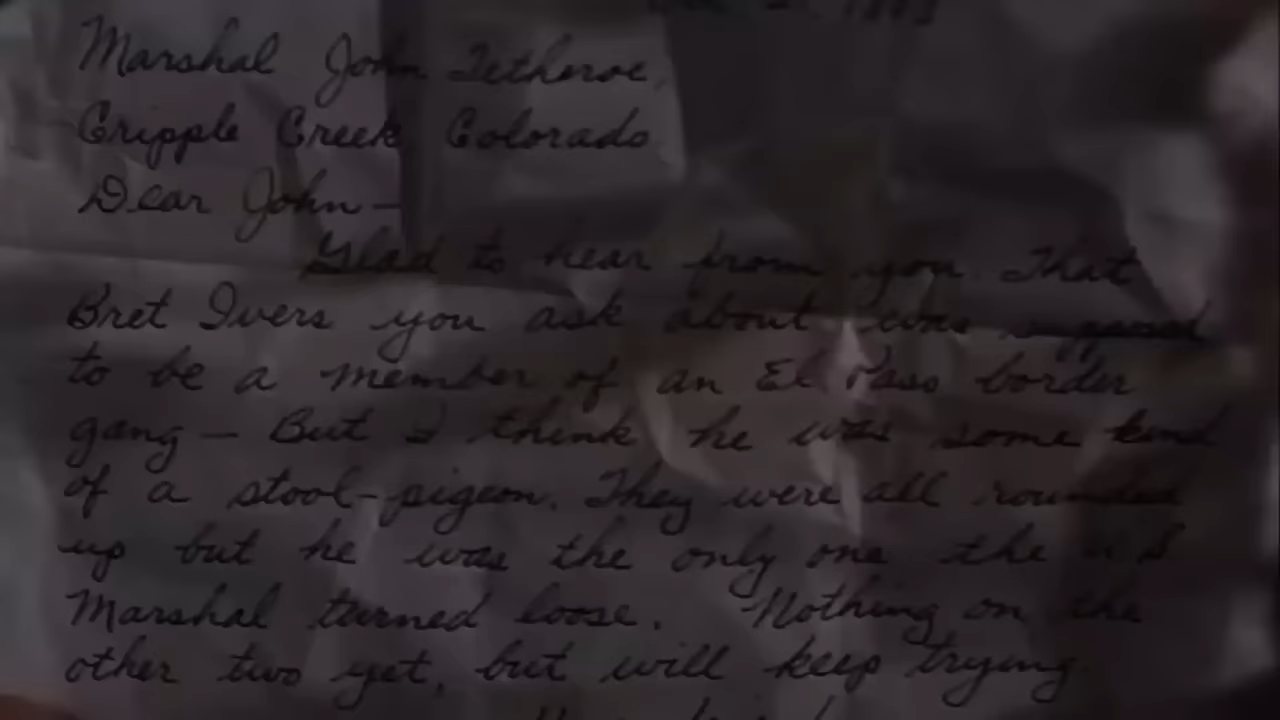 Marshal John Tetheroe,
Cripple Creek, Colorado.
Dear John —
Glad to hear from you. That
Bret Ivers you ask about was supposed
to be a member of an El Paso border
gang — But I think he was some kind
of a stool-pigeon. They were all rounded
up but he was the only one the U S
Marshal turned loose. Nothing on the
other two yet, but will keep trying